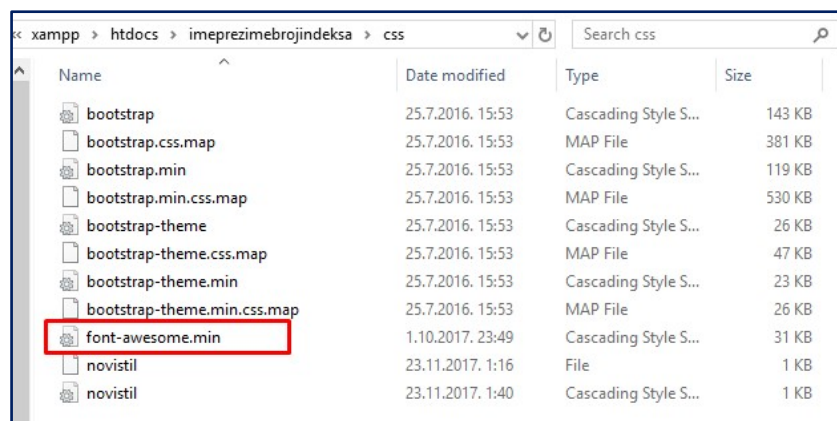 « xampp > htdocs > imeprezimebrojindeksa > css Search css
Name Date modified Type Size
bootstrap 25.7.2016. 15:53 Cascading Style S... 143 KB
bootstrap.css.map 25.7.2016. 15:53 MAP File 381 KB
bootstrap.min 25.7.2016. 15:53 Cascading Style S... 119 KB
bootstrap.min.css.map 25.7.2016. 15:53 MAP File 530 KB
bootstrap-theme 25.7.2016. 15:53 Cascading Style S... 26 KB
bootstrap-theme.css.map 25.7.2016. 15:53 MAP File 47 KB
bootstrap-theme.min 25.7.2016. 15:53 Cascading Style S... 23 KB
bootstrap-theme.min.css.map 25.7.2016. 15:53 MAP File 26 KB
font-awesome.min 1.10.2017. 23:49 Cascading Style S... 31 KB
novistil 23.11.2017. 1:16 File 1 KB
novistil 23.11.2017. 1:40 Cascading Style S... 1 KB